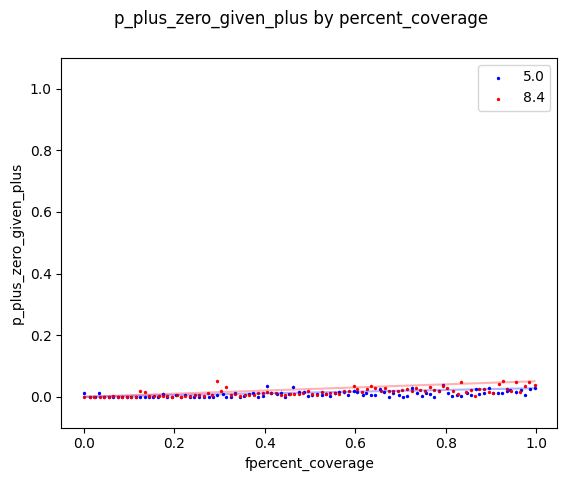 p_plus_zero_given_plus by percent_coverage
5.0
8.4
1.0
0.8
0.6
0.4
0.2
0.0
p_plus_zero_given_plus
0.0 0.2 0.4 0.6 0.8 1.0
fpercent_coverage